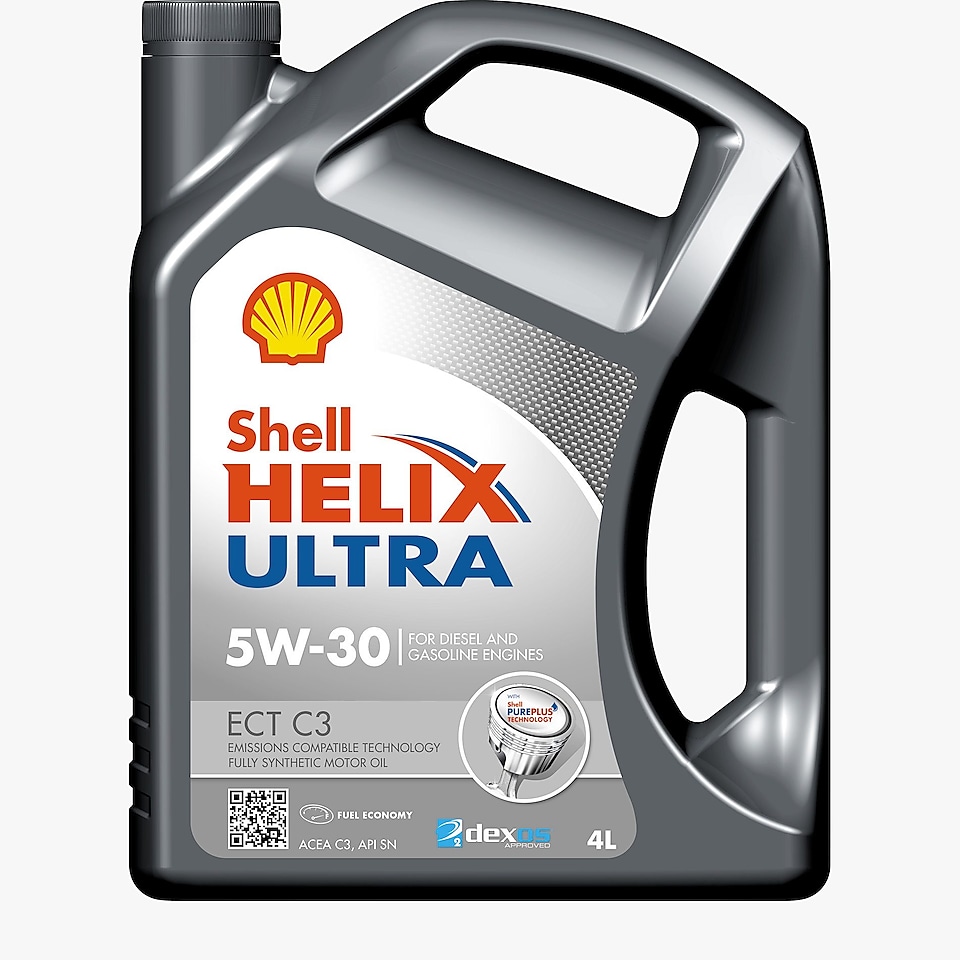 Shell
HELIX
ULTRA
5W-30
FOR DIESEL AND
GASOLINE ENGINES
WITH
Shell
PUREPLUS
TECHNOLOGY
ECT C3
EMISSIONS COMPATIBLE TECHNOLOGY
FULLY SYNTHETIC MOTOR OIL
FUEL ECONOMY
ACEA C3, API SN
2 dexos
APPROVED
4L